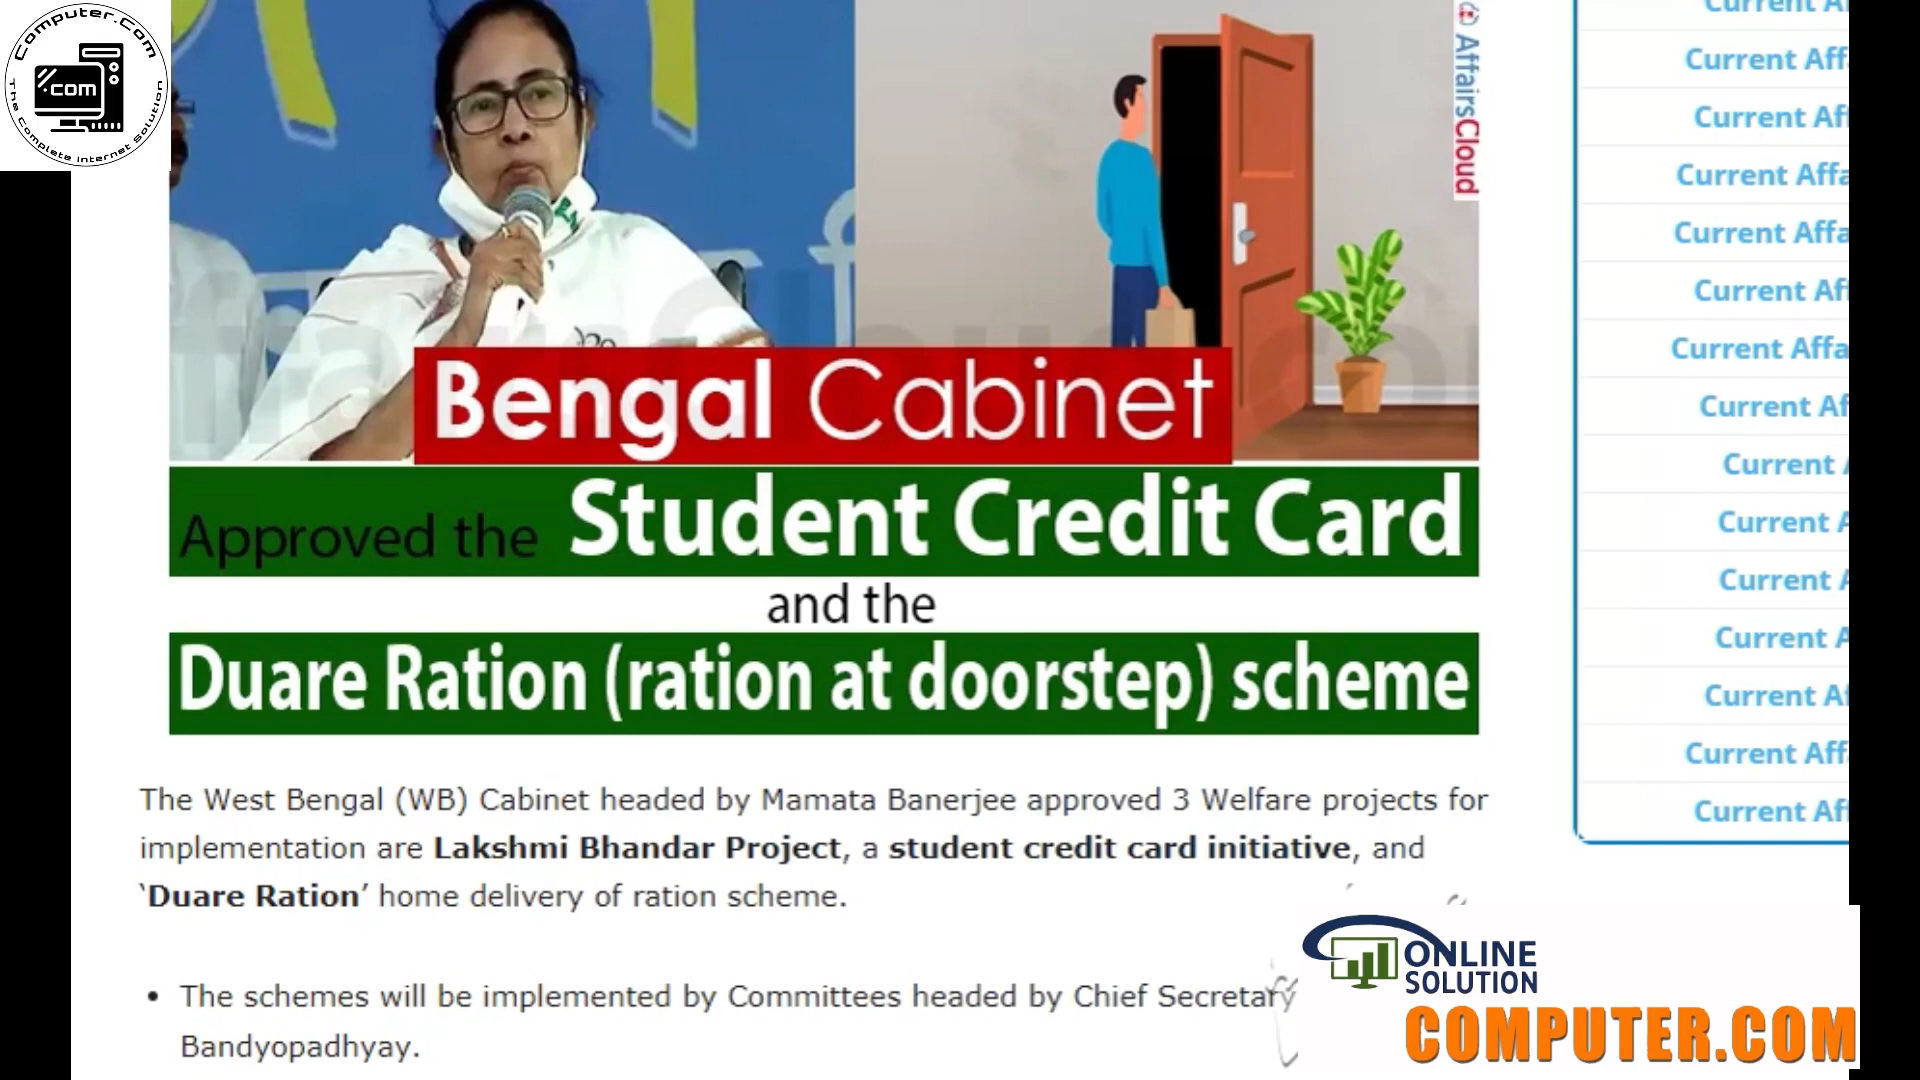 Computer.Com
.com
The Complete Internet Solution
AffairsCloud
Bengal Cabinet
Approved the Student Credit Card
and the
Duare Ration (ration at doorstep) scheme
The West Bengal (WB) Cabinet headed by Mamata Banerjee approved 3 Welfare projects for
implementation are Lakshmi Bhandar Project, a student credit card initiative, and
‘Duare Ration’ home delivery of ration scheme.
• The schemes will be implemented by Committees headed by Chief Secretary
Bandyopadhyay.
Current Af
Current Aff
Current Af
Current Affa
Current Affa
Current Af
Current Affa
Current Af
Current
Current A
Current A
Current A
Current Af
Current Aff
Current Af
ONLINE
SOLUTION
COMPUTER.COM